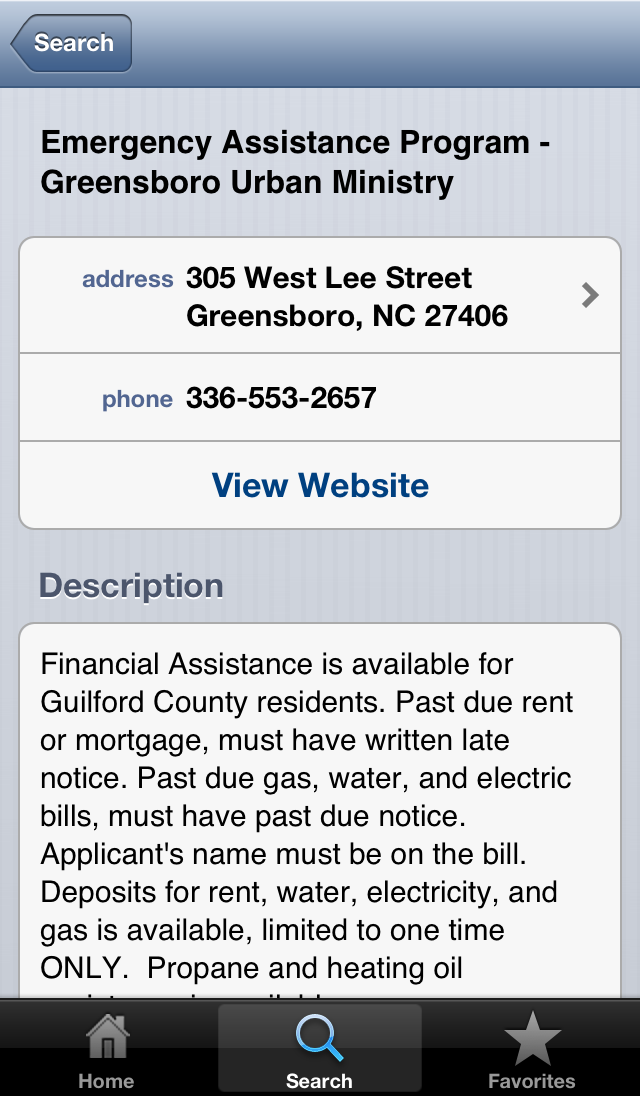 Search
Emergency Assistance Program -
Greensboro Urban Ministry
address 305 West Lee Street
Greensboro, NC 27406
phone 336-553-2657
View Website
Description
Financial Assistance is available for
Guilford County residents. Past due rent
or mortgage, must have written late
notice. Past due gas, water, and electric
bills, must have past due notice.
Applicant's name must be on the bill.
Deposits for rent, water, electricity, and
gas is available, limited to one time
ONLY.  Propane and heating oil
Home
Search
Favorites